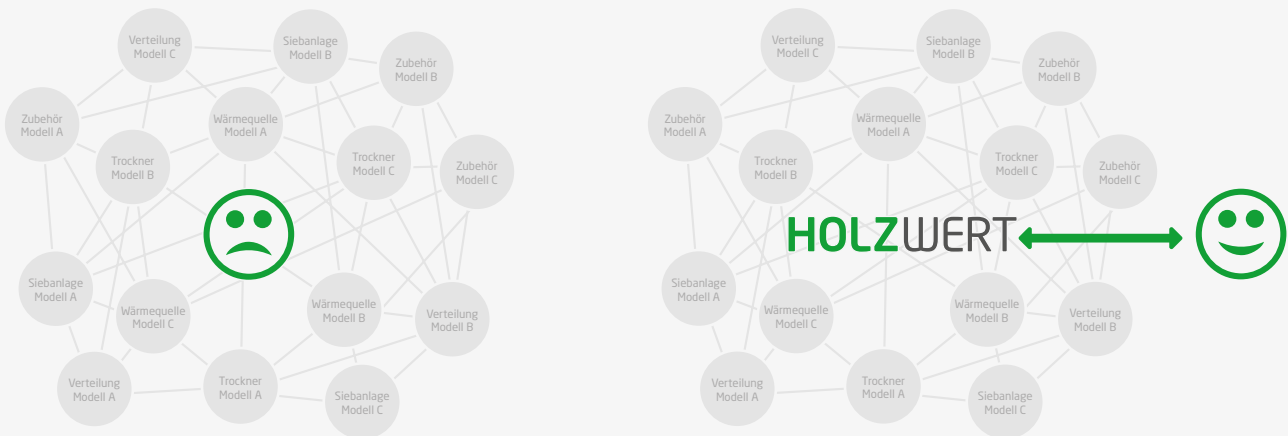 Verteilung
Modell C
Siebanlage
Modell B
Zubehör
Modell B
Zubehör
Modell A
Wärmequelle
Modell A
Trockner
Modell B
Trockner
Modell C
Zubehör
Modell C
Siebanlage
Modell A
Wärmequelle
Modell C
Wärmequelle
Modell B
Verteilung
Modell B
Verteilung
Modell A
Trockner
Modell A
Siebanlage
Modell C
Verteilung
Modell C
Siebanlage
Modell B
Zubehör
Modell B
Zubehör
Modell A
Wärmequelle
Modell A
Trockner
Modell B
Trockner
Modell C
Zubehör
Modell C
HOLZWERT
Siebanlage
Modell A
Wärmequelle
Modell C
Wärmequelle
Modell B
Verteilung
Modell B
Verteilung
Modell A
Trockner
Modell A
Siebanlage
Modell C